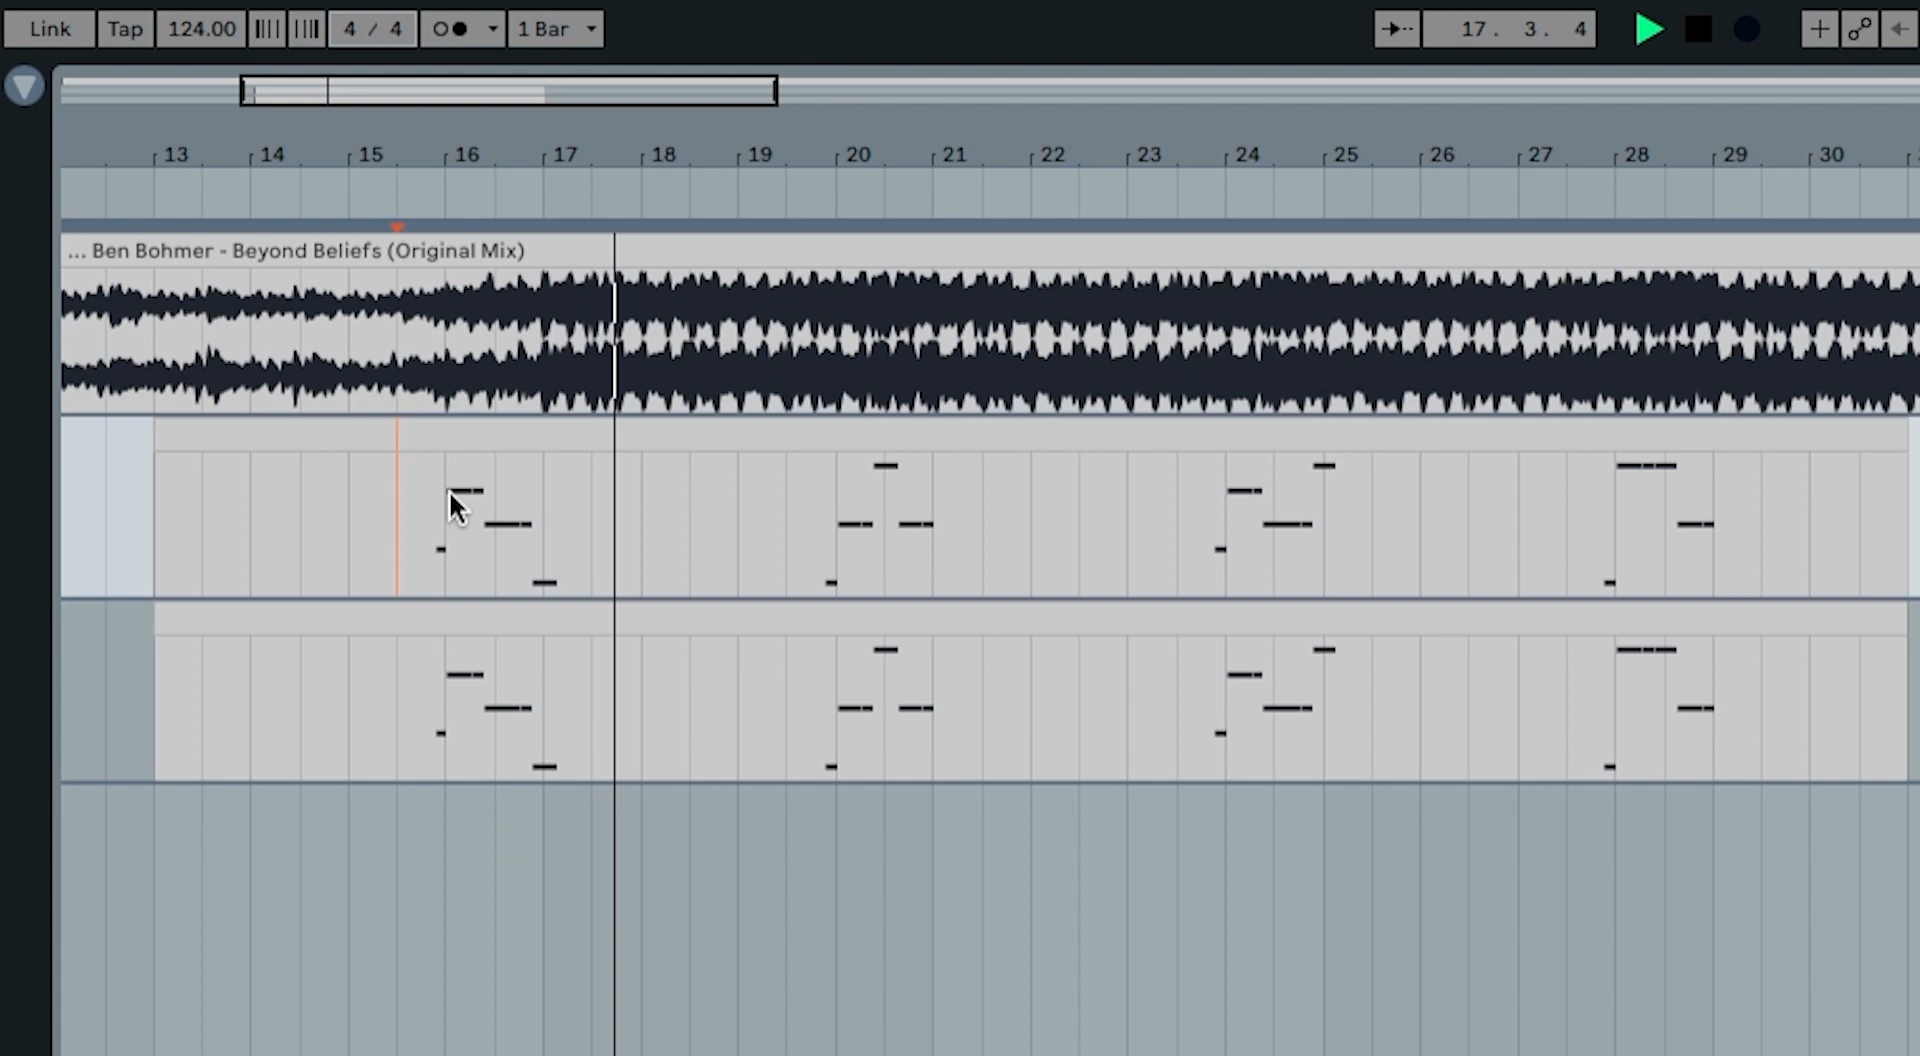 Link Tap 124.00 4 / 4 1 Bar 17. 3. 4
13 14 15 16 17 18 19 20 21 22 23 24 25 26 27 28 29 30
... Ben Bohmer - Beyond Beliefs (Original Mix)